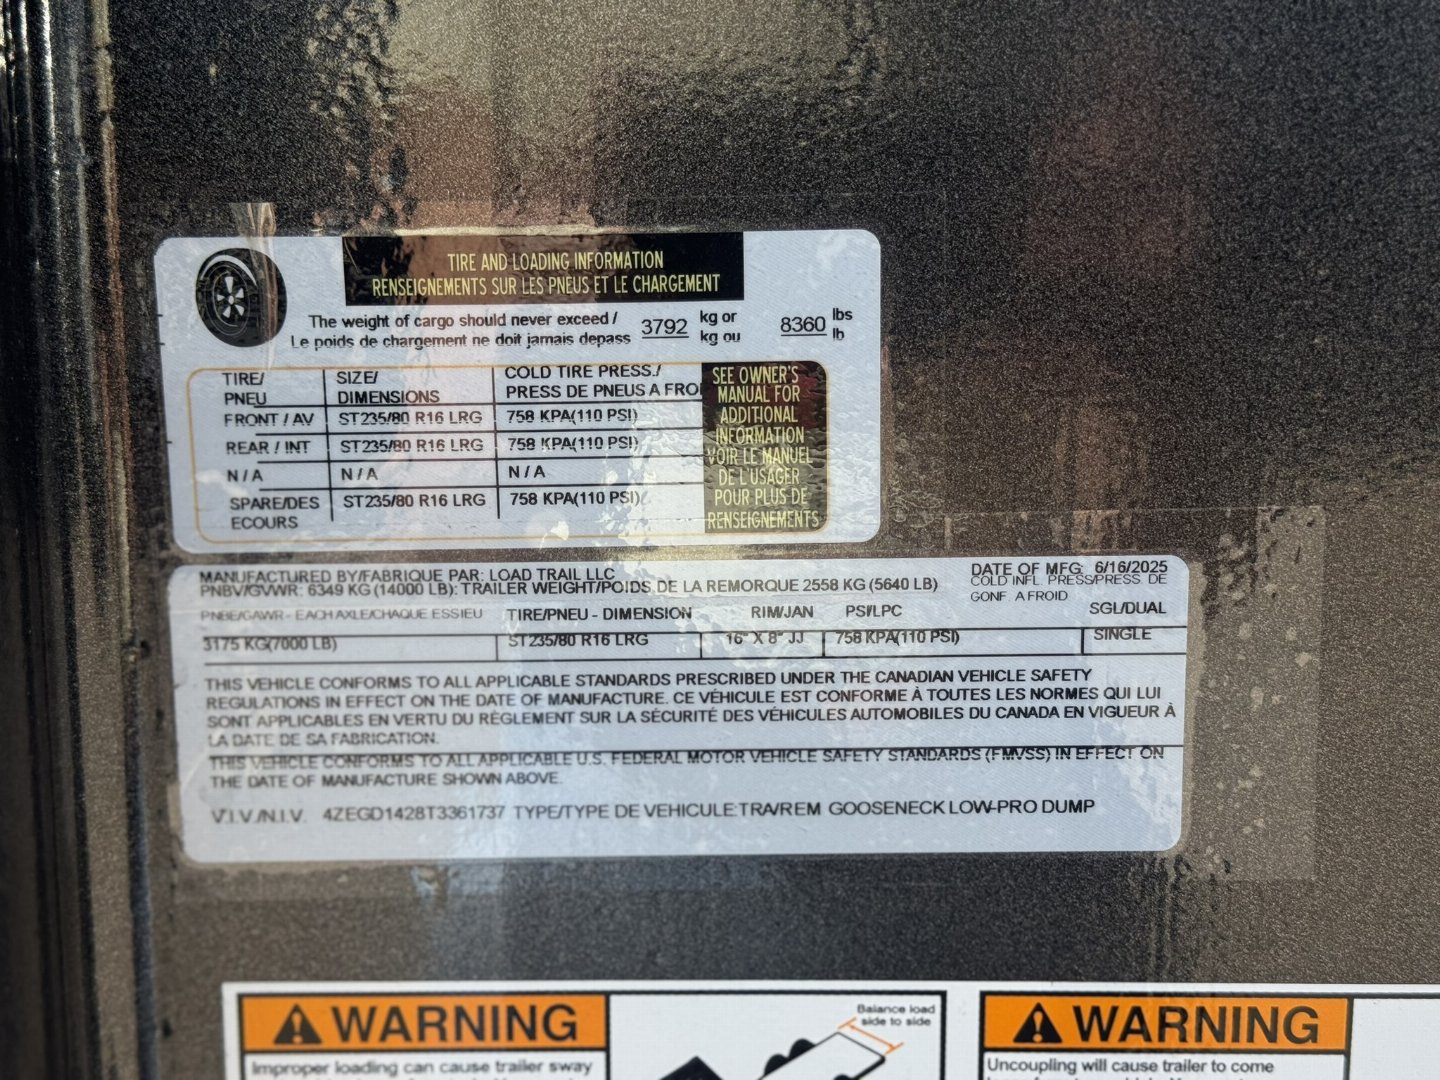 TIRE AND LOADING INFORMATION
RENSEIGNEMENTS SUR LES PNEUS ET LE CHARGEMENT
The weight of cargo should never exceed / 3792 kg or 8360 lbs
Le poids de chargement ne doit jamais depass kg ou lb
TIRE/ SIZE/ COLD TIRE PRESS./
PNEU DIMENSIONS PRESS DE PNEUS A FROI
FRONT / AV ST235/80 R16 LRG 758 KPA(110 PSI)
REAR / INT ST235/80 R16 LRG 758 KPA(110 PSI)
N / A N / A N / A
SPARE/DES ST235/80 R16 LRG 758 KPA(110 PSI)
ECOURS
SEE OWNER'S
MANUAL FOR
ADDITIONAL
INFORMATION
VOIR LE MANUEL
DE L'USAGER
POUR PLUS DE
RENSEIGNEMENTS
MANUFACTURED BY/FABRIQUE PAR: LOAD TRAIL LLC DATE OF MFG: 6/16/2025
PNBV/GVWR: 6349 KG (14000 LB): TRAILER WEIGHT/POIDS DE LA REMORQUE 2558 KG (5640 LB) COLD INFL. PRESS/PRESS. DE
GONF. A FROID
PNBE/GAWR - EACH AXLE/CHAQUE ESSIEU TIRE/PNEU - DIMENSION RIM/JAN PSI/LPC SGL/DUAL
3175 KG(7000 LB) ST235/80 R16 LRG 16" X 8" JJ 758 KPA(110 PSI) SINGLE
THIS VEHICLE CONFORMS TO ALL APPLICABLE STANDARDS PRESCRIBED UNDER THE CANADIAN VEHICLE SAFETY
REGULATIONS IN EFFECT ON THE DATE OF MANUFACTURE. CE VÉHICULE EST CONFORME À TOUTES LES NORMES QUI LUI
SONT APPLICABLES EN VERTU DU RÈGLEMENT SUR LA SÉCURITÉ DES VÉHICULES AUTOMOBILES DU CANADA EN VIGUEUR À
LA DATE DE SA FABRICATION.
THIS VEHICLE CONFORMS TO ALL APPLICABLE U.S. FEDERAL MOTOR VEHICLE SAFETY STANDARDS (FMVSS) IN EFFECT ON
THE DATE OF MANUFACTURE SHOWN ABOVE.
V.I.V./N.I.V. 4ZEGD1428T3361737 TYPE/TYPE DE VEHICULE:TRA/REM GOOSENECK LOW-PRO DUMP
WARNING
Improper loading can cause trailer sway
Balance load
side to side
WARNING
Uncoupling will cause trailer to come